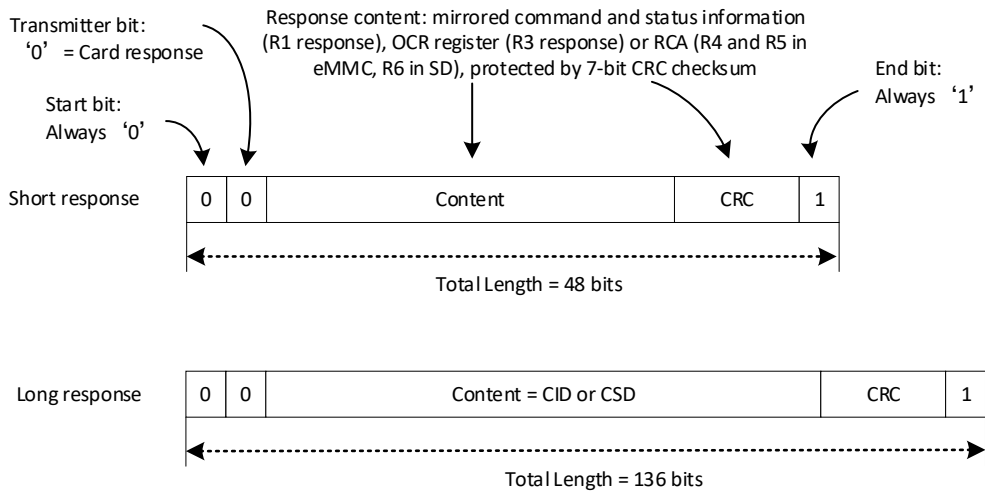 Transmitter bit:
‘0’ = Card response
Start bit:
Always ‘0’
Response content: mirrored command and status information
(R1 response), OCR register (R3 response) or RCA (R4 and R5 in
eMMC, R6 in SD), protected by 7-bit CRC checksum
End bit:
Always ‘1’
Short response
0 0 Content CRC 1
Total Length = 48 bits
Long response
0 0 Content = CID or CSD CRC 1
Total Length = 136 bits